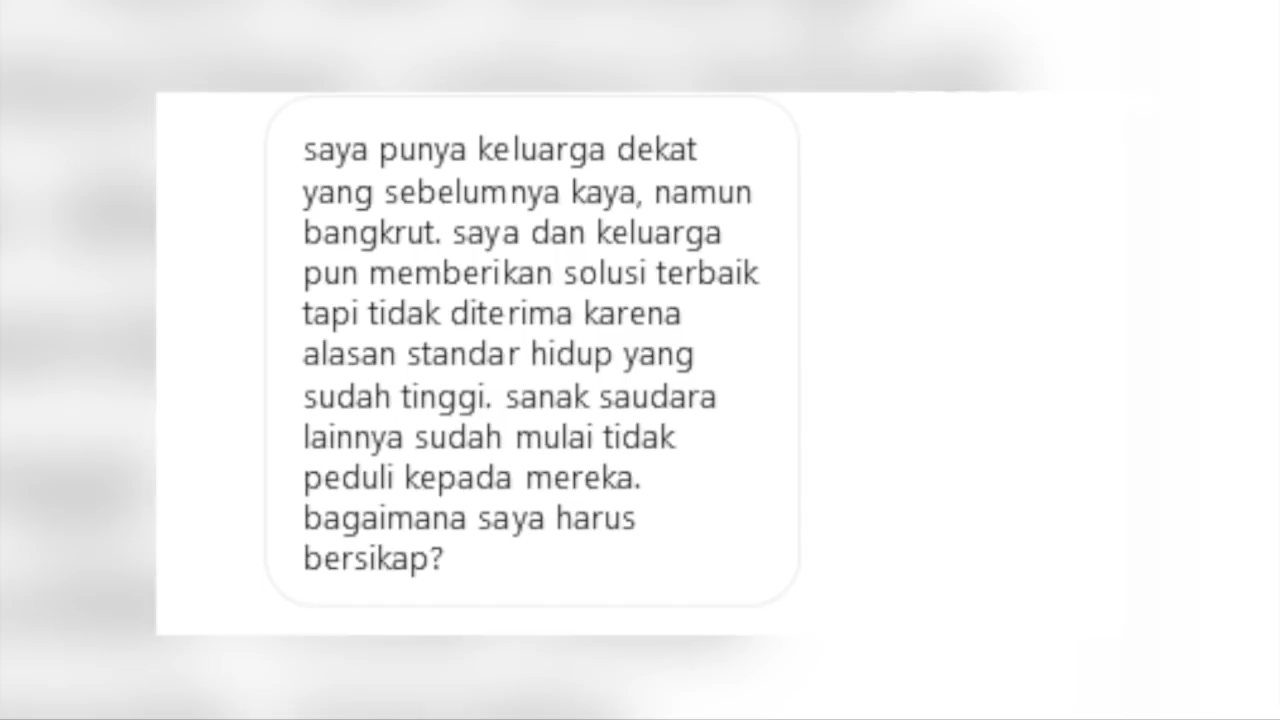 saya punya keluarga dekat
yang sebelumnya kaya, namun
bangkrut. saya dan keluarga
pun memberikan solusi terbaik
tapi tidak diterima karena
alasan standar hidup yang
sudah tinggi. sanak saudara
lainnya sudah mulai tidak
peduli kepada mereka.
bagaimana saya harus
bersikap?